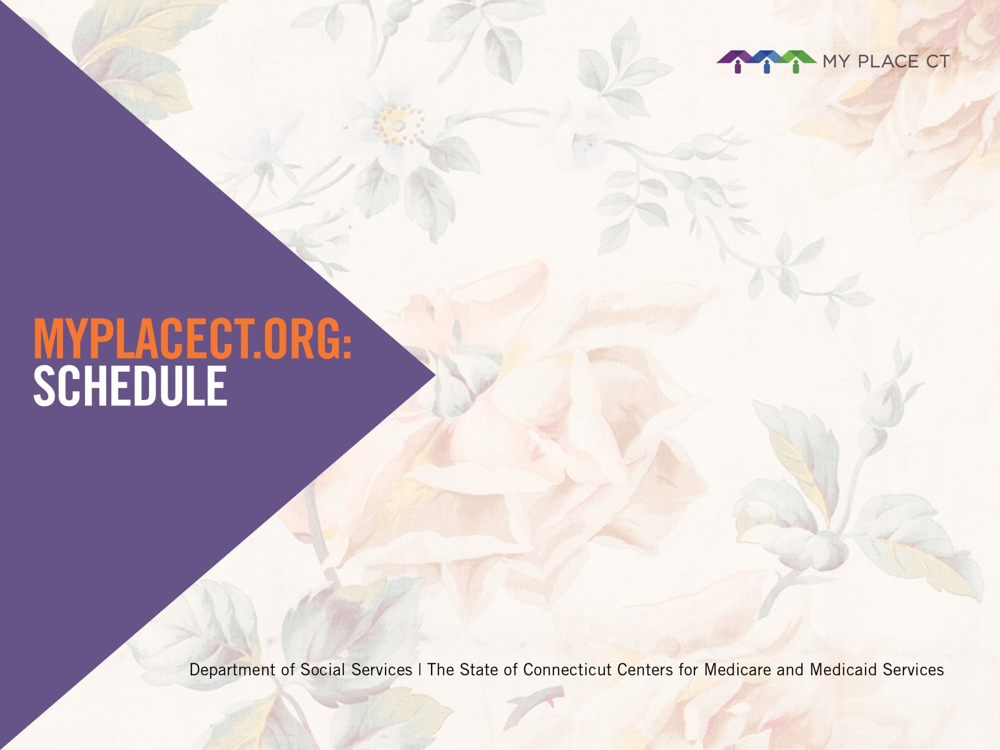 MY PLACE CT
MYPLACECT.ORG:
SCHEDULE
Department of Social Services | The State of Connecticut Centers for Medicare and Medicaid Services